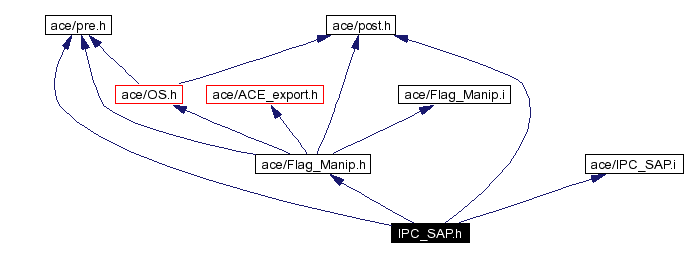 ace/pre.h
ace/post.h
ace/OS.h
ace/ACE_export.h
ace/Flag_Manip.i
ace/Flag_Manip.h
ace/IPC_SAP.i
IPC_SAP.h